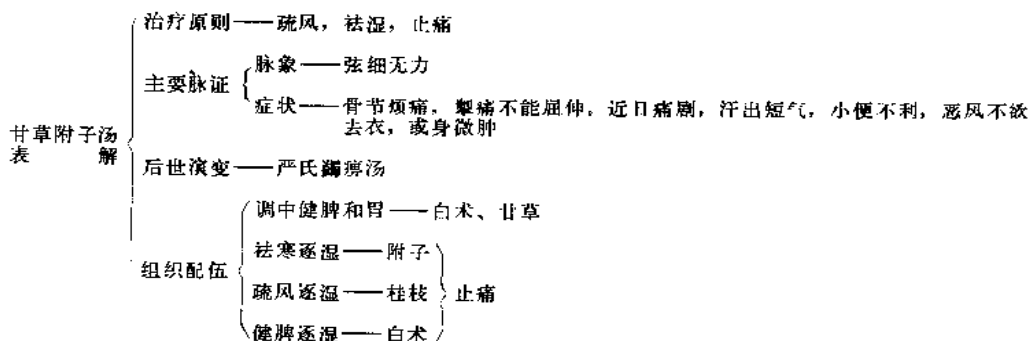 治疗原则——疏风，祛湿，止痛
主要脉证
脉象——弦细无力
症状——骨节烦痛，掣痛不能屈伸，近日痛剧，汗出短气，小便不利，恶风不欲
去衣，或身微肿
甘草附子汤
表解
后世演变——严氏蠲痹汤
组织配伍
调中健脾和胃——白术、甘草
祛寒逐湿——附子
疏风逐湿——桂枝
健脾逐湿——白术
止痛